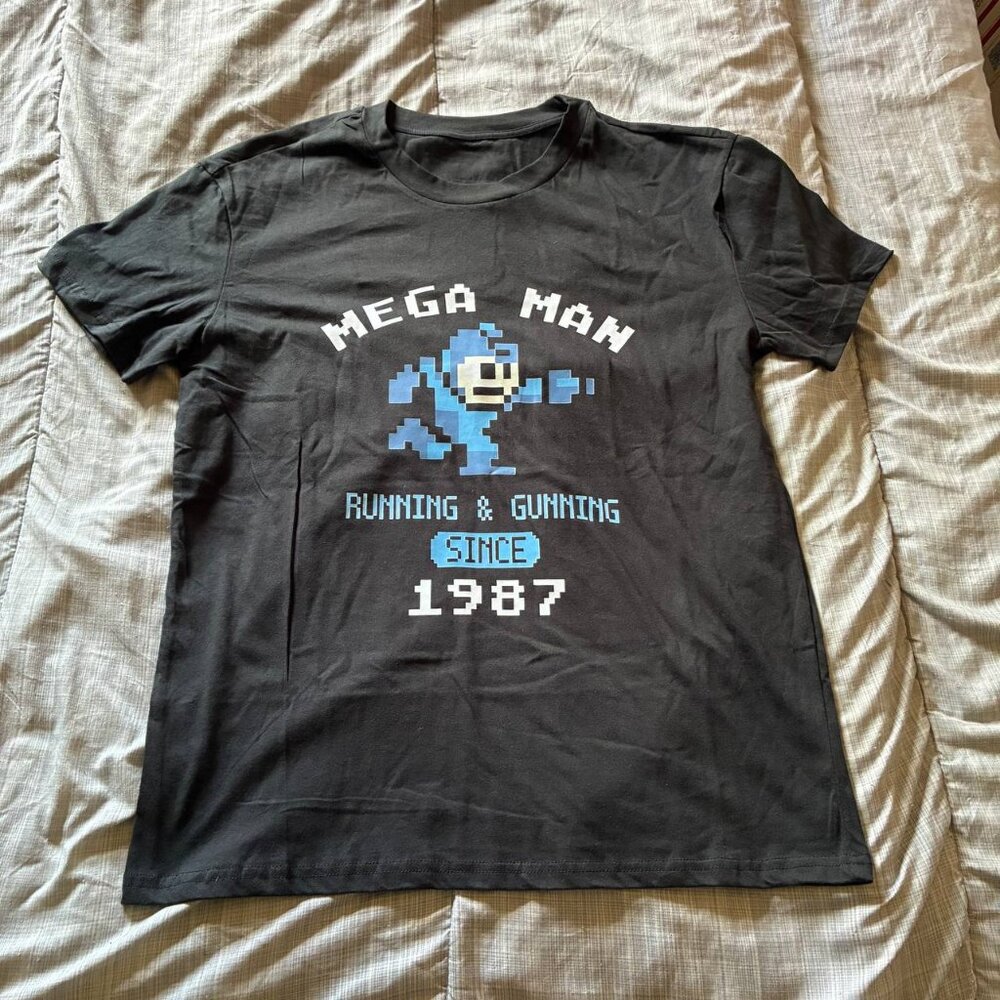 MEGA MAN
RUNNING & GUNNING
SINCE
1987